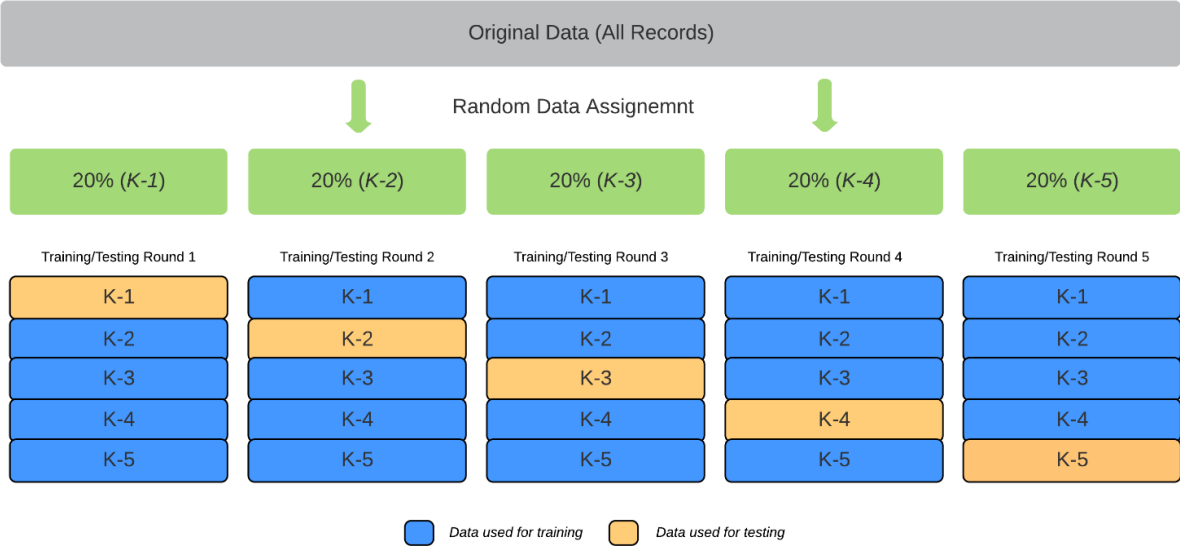 Original Data (All Records)
Random Data Assignemnt
20% (K-1) 20% (K-2) 20% (K-3) 20% (K-4) 20% (K-5)
Training/Testing Round 1 Training/Testing Round 2 Training/Testing Round 3 Training/Testing Round 4 Training/Testing Round 5
K-1 K-1 K-1 K-1 K-1
K-2 K-2 K-2 K-2 K-2
K-3 K-3 K-3 K-3 K-3
K-4 K-4 K-4 K-4 K-4
K-5 K-5 K-5 K-5 K-5
Data used for training Data used for testing